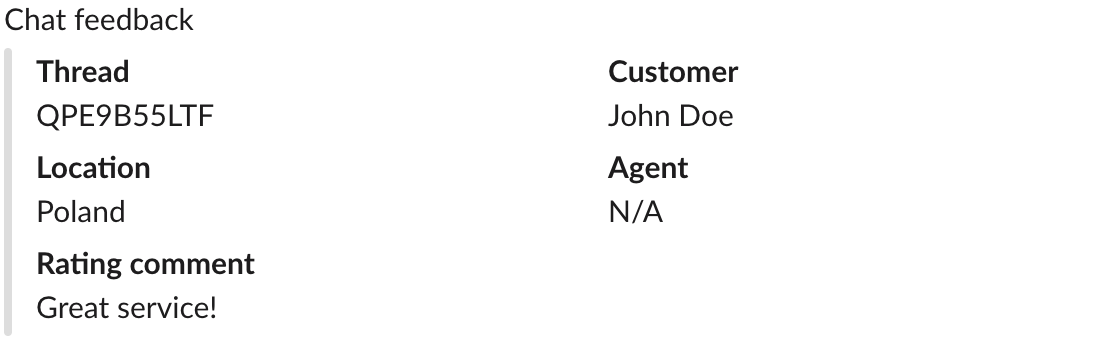 Chat feedback
Thread
QPE9B55LTF
Customer
John Doe
Location
Poland
Agent
N/A
Rating comment
Great service!